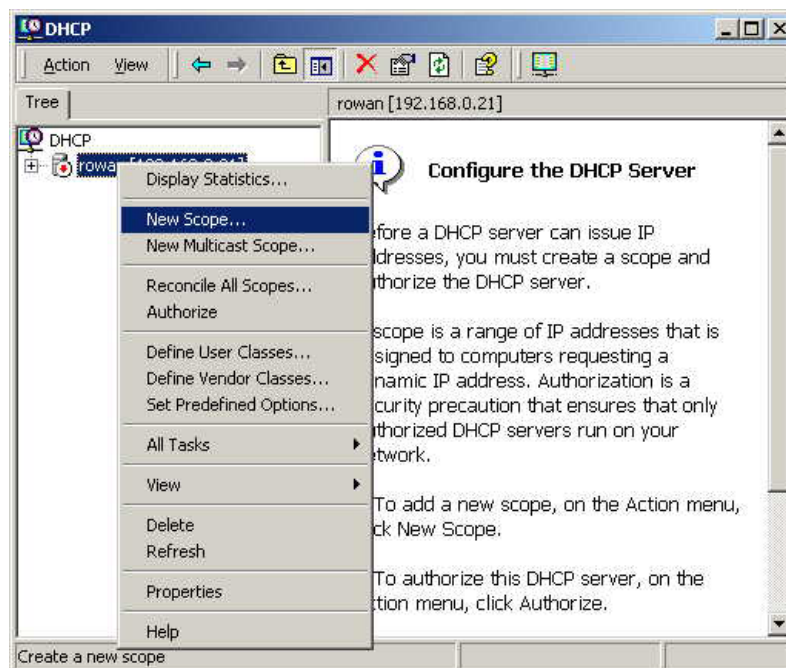 DHCP
Action View
Tree
rowan [192.168.0.21]
DHCP
Display Statistics...
New Scope...
New Multicast Scope...
Reconcile All Scopes...
Authorize
Define User Classes...
Define Vendor Classes...
Set Predefined Options...
All Tasks
View
Delete
Refresh
Properties
Help
Configure the DHCP Server
fore a DHCP server can issue IP
dresses, you must create a scope and
thorize the DHCP server.
scope is a range of IP addresses that is
signed to computers requesting a
namic IP address. Authorization is a
curity precaution that ensures that only
thorized DHCP servers run on your
twork.
To add a new scope, on the Action menu,
ck New Scope.
To authorize this DHCP server, on the
tion menu, click Authorize.
Create a new scope